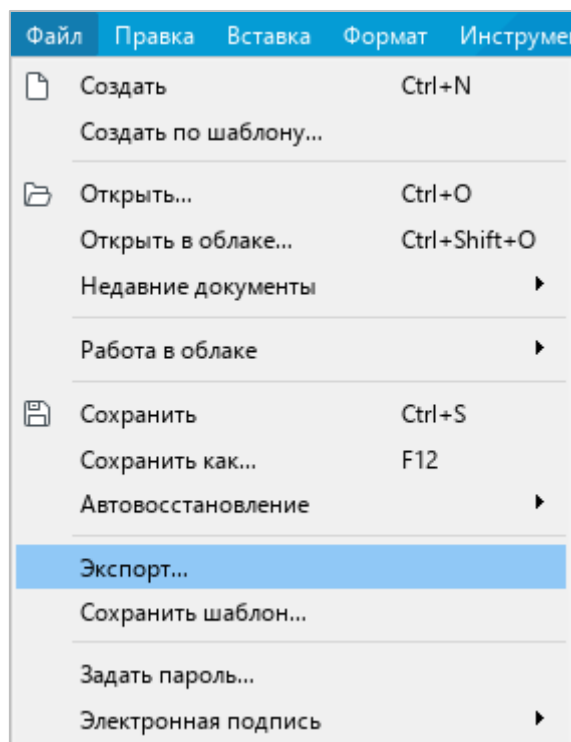 Файл Правка Вставка Формат Инструме
Создать Ctrl+N
Создать по шаблону...
Открыть... Ctrl+O
Открыть в облаке... Ctrl+Shift+O
Недавние документы
Работа в облаке
Сохранить Ctrl+S
Сохранить как... F12
Автовосстановление
Экспорт...
Сохранить шаблон...
Задать пароль...
Электронная подпись